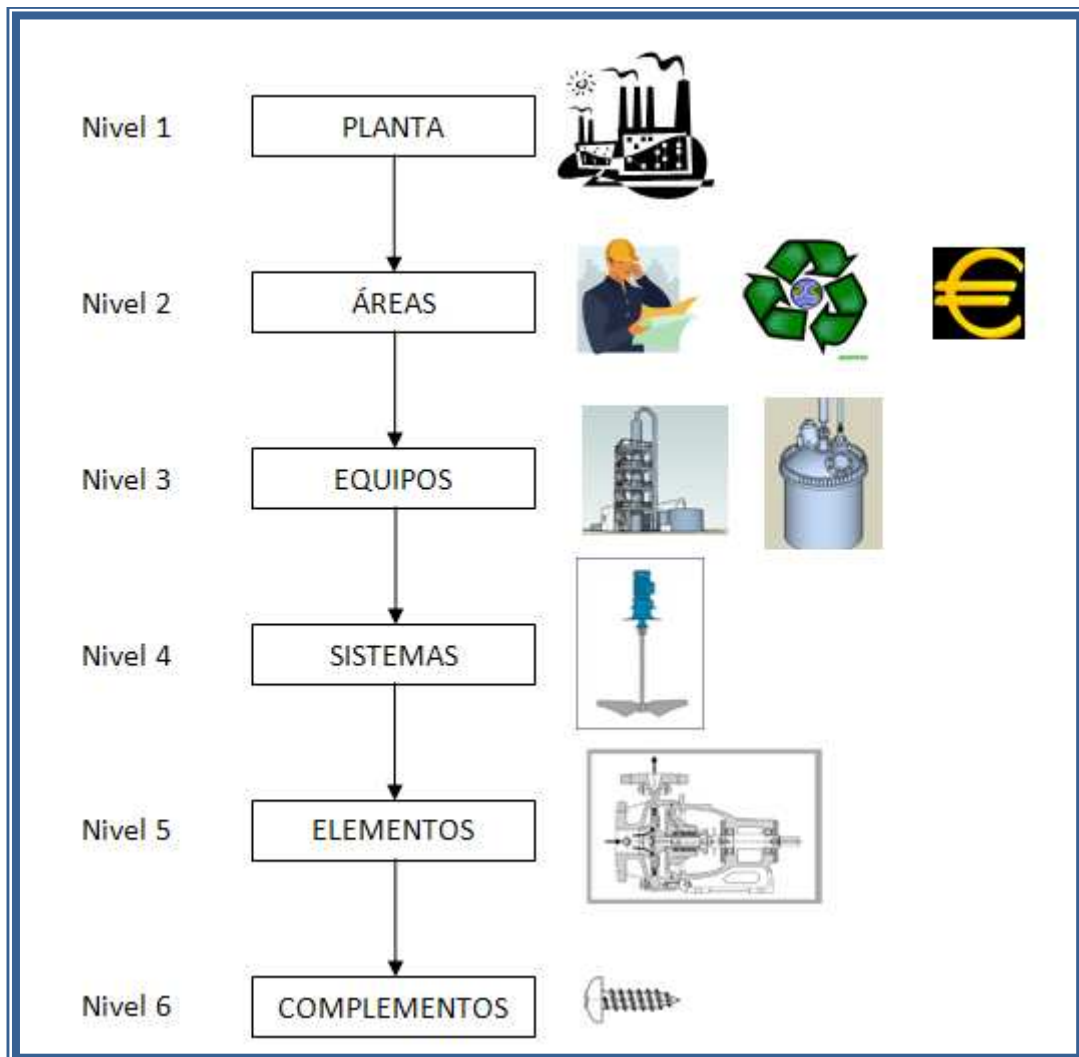 Nivel 1 PLANTA
Nivel 2 ÁREAS
Nivel 3 EQUIPOS
Nivel 4 SISTEMAS
Nivel 5 ELEMENTOS
Nivel 6 COMPLEMENTOS